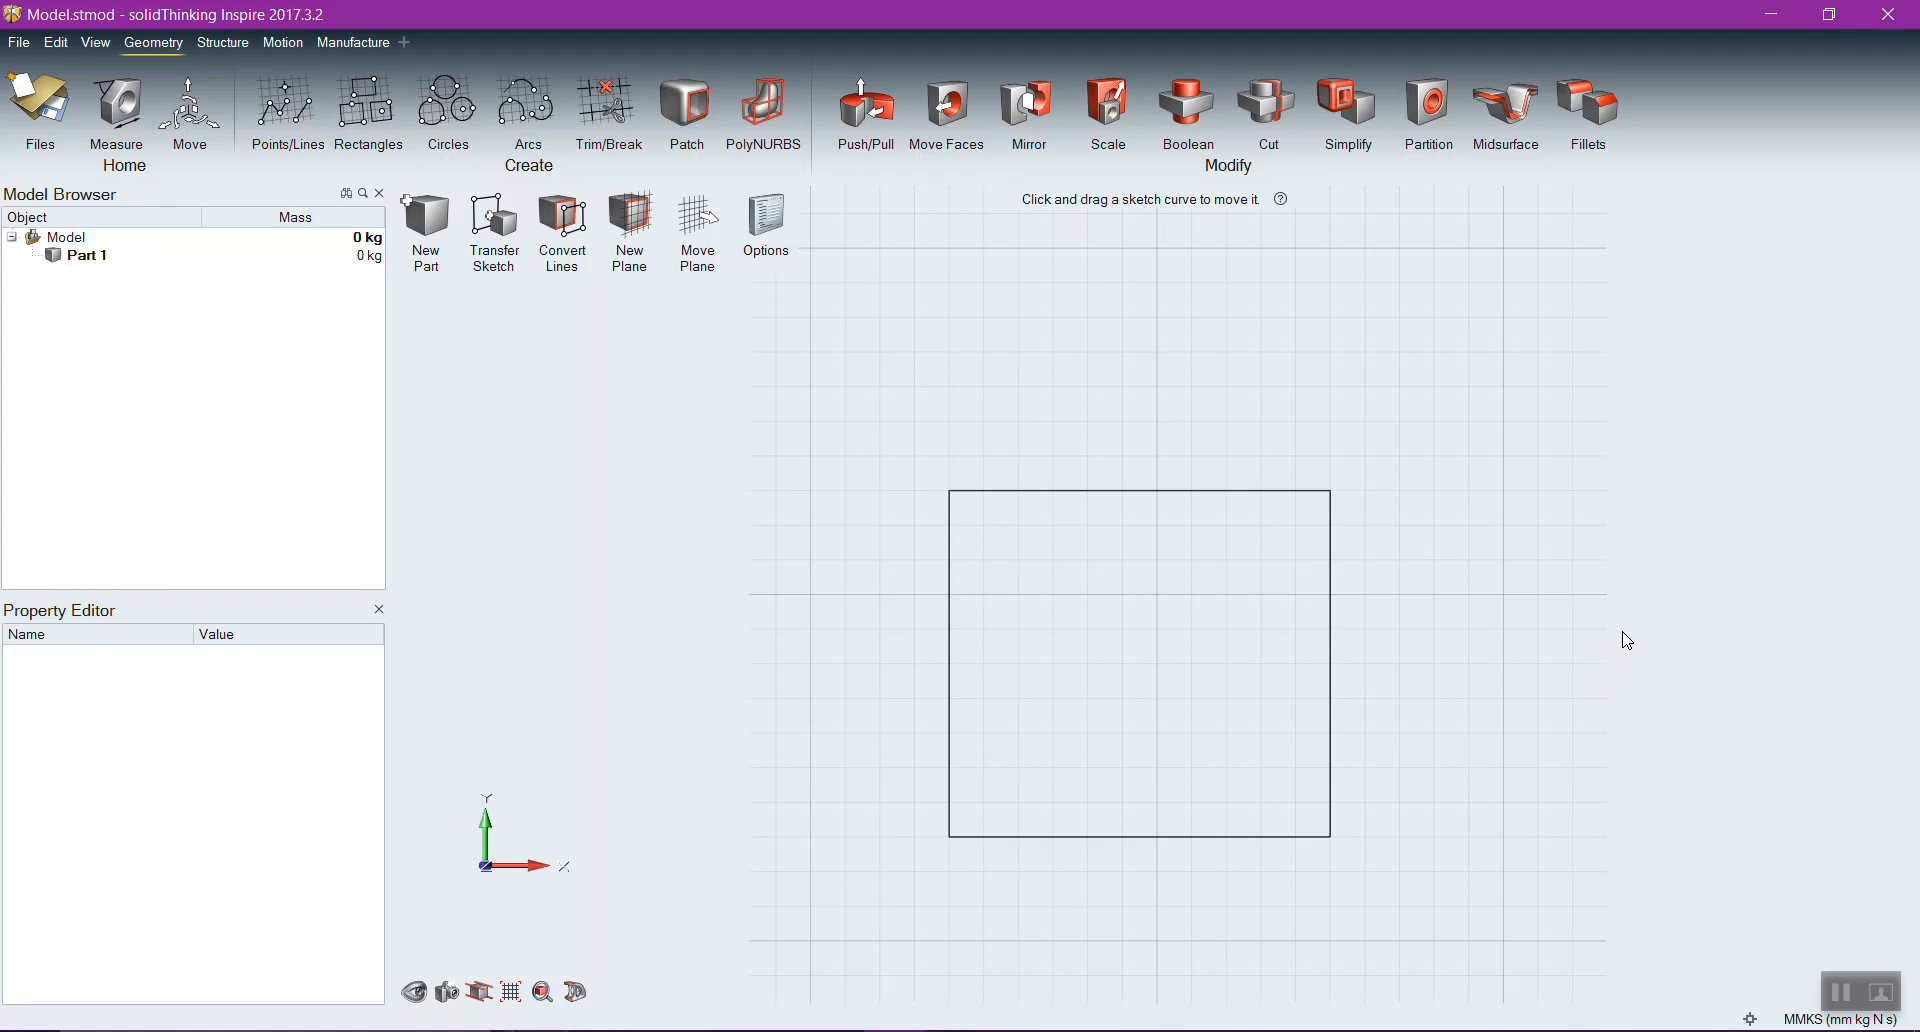 Model.stmod - solidThinking Inspire 2017.3.2
File Edit View Geometry Structure Motion Manufacture
Files Measure Move Points/Lines Rectangles Circles Arcs Trim/Break Patch PolyNURBS Push/Pull Move Faces Mirror Scale Boolean Cut Simplify Partition Midsurface Fillets
Home Create Modify
Model Browser
Object Mass
Model 0 kg
Part 1 0 kg
New Part
Transfer Sketch
Convert Lines
New Plane
Move Plane
Options
Click and drag a sketch curve to move it.
Property Editor
Name Value
Y
X
MMKS (mm kg N s)